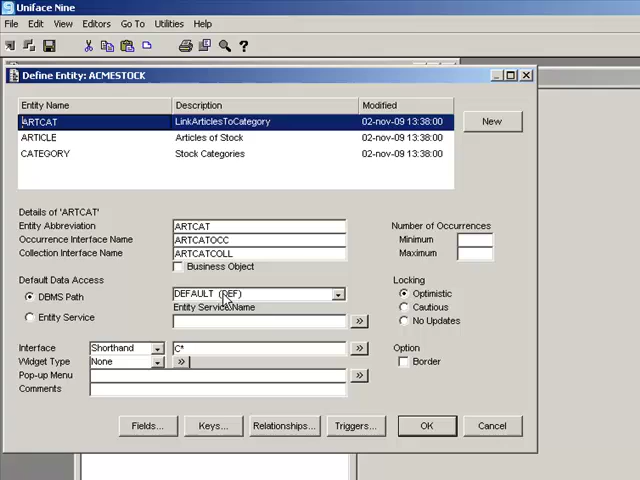 Uniface Nine
File Edit View Editors Go To Utilities Help
Define Entity: ACMESTOCK
Entity Name Description Modified
ARTCAT LinkArticlesToCategory 02-nov-09 13:38:00
ARTICLE Articles of Stock 02-nov-09 13:38:00
CATEGORY Stock Categories 02-nov-09 13:38:00
New
Details of 'ARTCAT'
Entity Abbreviation ARTCAT
Number of Occurrences
Occurrence Interface Name ARTCATOCC
Minimum
Collection Interface Name ARTCATCOLL
Maximum
Business Object
Default Data Access
Locking
DBMS Path DEFAULT (DEF)
Optimistic
Entity Service Name
Cautious
Entity Service
No Updates
Interface Shorthand C*
Option
Widget Type None
Border
Pop-up Menu
Comments
Fields... Keys... Relationships... Triggers... OK Cancel